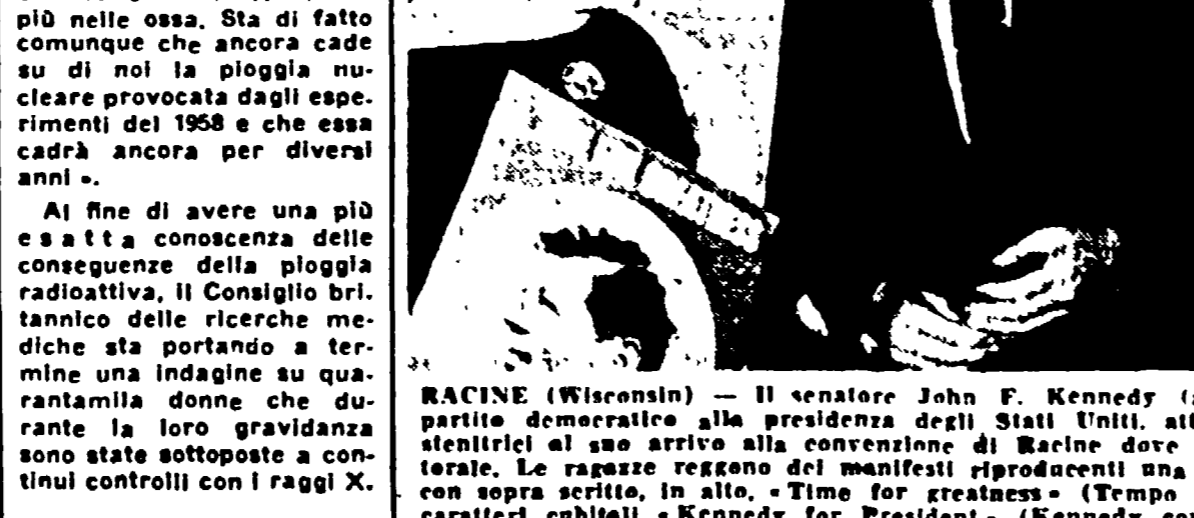 più nelle ossa. Sta di fatto
comunque che ancora cade
su di noi la pioggia nu-
cleare provocata dagli espe-
rimenti del 1958 e che essa
cadrà ancora per diversi
anni ».
Al fine di avere una più
esatta conoscenza delle
conseguenze della pioggia
radioattiva, il Consiglio bri-
tannico delle ricerche me-
diche sta portando a ter-
mine una indagine su qua-
rantamila donne che du-
rante la loro gravidanza
sono state sottoposte a con-
tinui controlli con i raggi X.
RACINE (Wisconsin) — Il senatore John F. Kennedy
partito democratico alla presidenza degli Stati Uniti, att
stenitrici al suo arrivo alla convenzione di Racine dove
torale. Le ragazze reggono dei manifesti riproducenti una
con sopra scritto, in alto, « Time for greatness » (Tempo
caratteri cubitali « Kennedy for President » (Kennedy